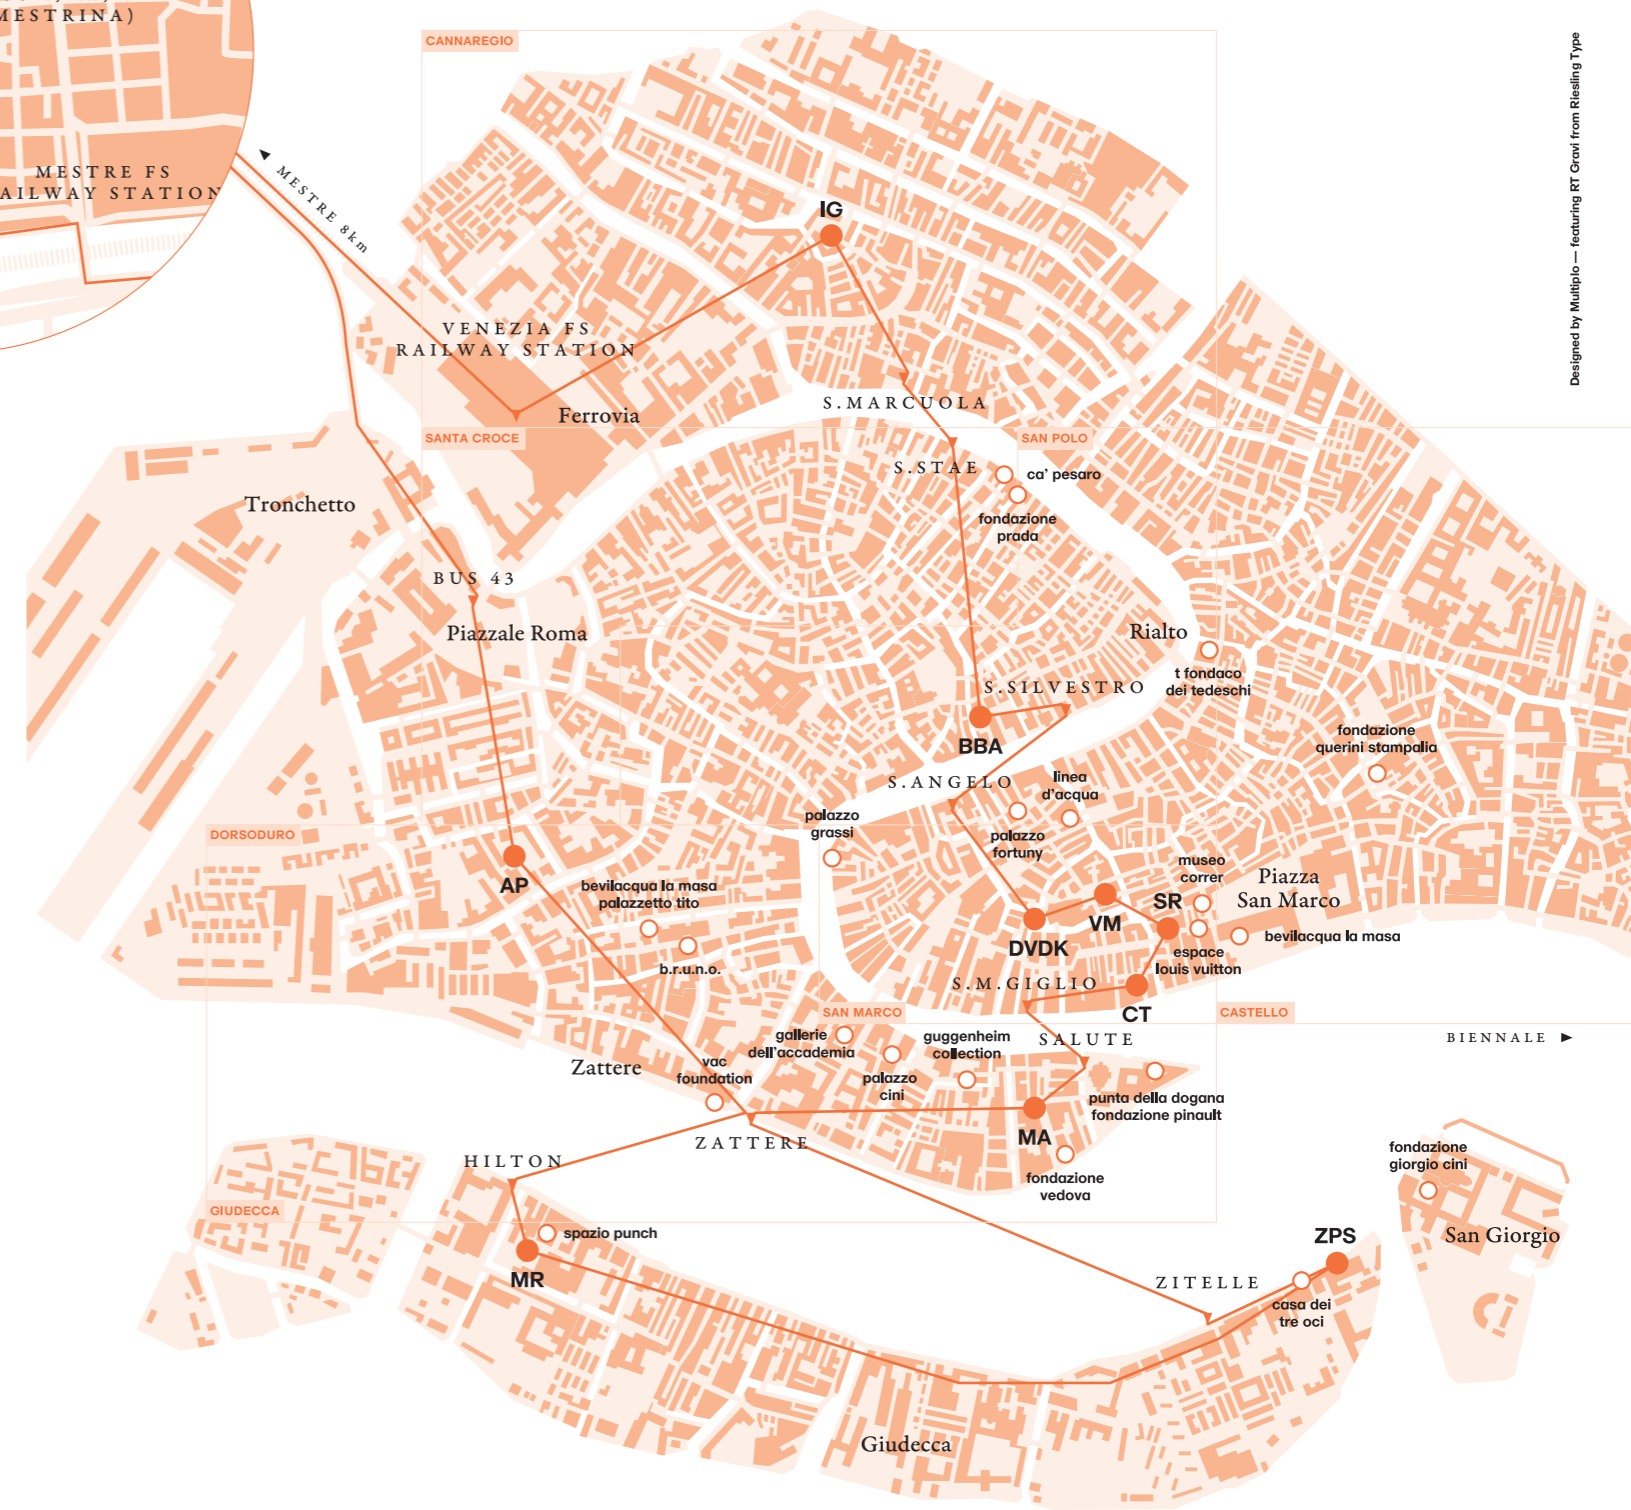 MESTRINA)
CANNAREGIO
Designed by Multiplo — featuring RT Gravi from Riesling Type
MESTRE FS
AILWAY STATION
MESTRE 8km
IG
VENEZIA FS
RAILWAY STATION
Ferrovia
S.MARCUOLA
SANTA CROCE
SAN POLO
S.STAE
ca' pesaro
Tronchetto
fondazione
prada
BUS 43
Piazzale Roma
Rialto
t fondaco
dei tedeschi
S.SILVESTRO
BBA
fondazione
querini stampalia
S.ANGELO
linea
d'acqua
palazzo
grassi
palazzo
fortuny
DORSODURO
museo
correr
Piazza
San Marco
AP
bevilacqua la masa
palazzetto tito
SR
VM
DVDK
bevilacqua la masa
espace
louis vuitton
b.r.u.n.o.
S.M.GIGLIO
CT
SAN MARCO
CASTELLO
gallerie
dell'accademia
guggenheim
collection
SALUTE
BIENNALE
Zattere
vac
foundation
palazzo
cini
punta della dogana
fondazione pinault
MA
ZATTERE
HILTON
fondazione
vedova
fondazione
giorgio cini
GIUDECCA
spazio punch
ZPS
San Giorgio
MR
ZITELLE
casa dei
tre oci
Giudecca